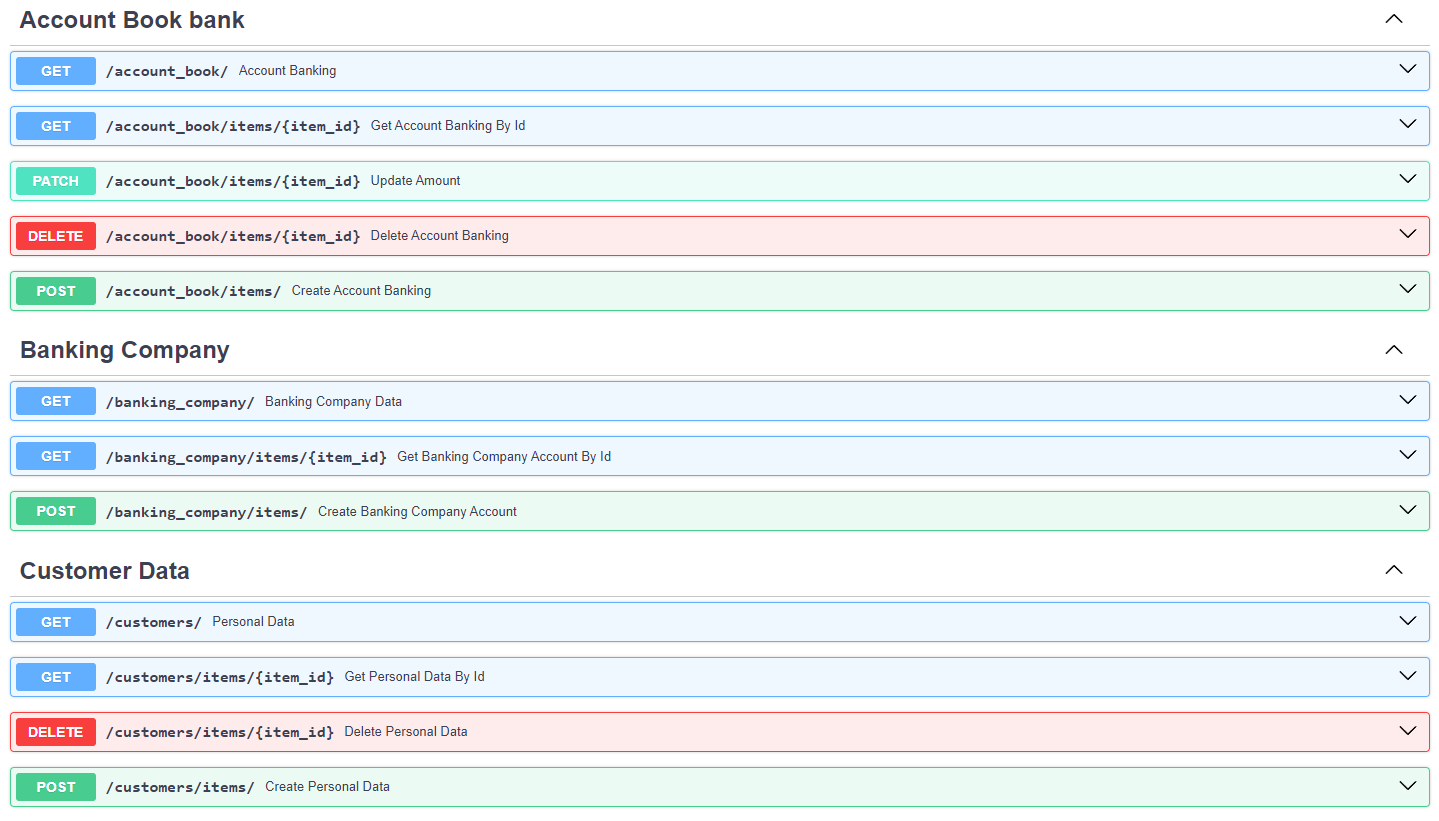 Account Book bank
GET /account_book/ Account Banking
GET /account_book/items/{item_id} Get Account Banking By Id
PATCH /account_book/items/{item_id} Update Amount
DELETE /account_book/items/{item_id} Delete Account Banking
POST /account_book/items/ Create Account Banking
Banking Company
GET /banking_company/ Banking Company Data
GET /banking_company/items/{item_id} Get Banking Company Account By Id
POST /banking_company/items/ Create Banking Company Account
Customer Data
GET /customers/ Personal Data
GET /customers/items/{item_id} Get Personal Data By Id
DELETE /customers/items/{item_id} Delete Personal Data
POST /customers/items/ Create Personal Data